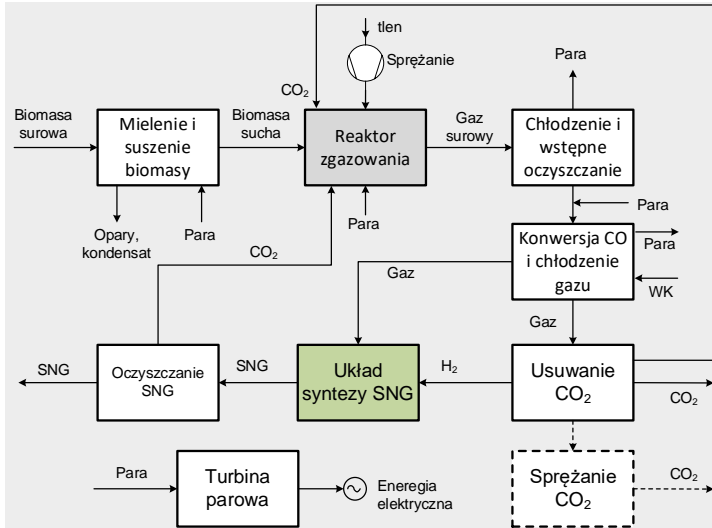 tlen
Sprężanie
CO₂
Para
Biomasa
surowa
Mielenie i
suszenie
biomasy
Biomasa
sucha
Reaktor
zgazowania
Gaz
surowy
Chłodzenie i
wstępne
oczyszczanie
Opary,
kondensat
Para
CO₂
Para
Para
Konwersja CO
i chłodzenie
gazu
Para
WK
Gaz
Gaz
SNG
Oczyszczanie
SNG
SNG
Układ
syntezy SNG
H₂
Usuwanie
CO₂
CO₂
Para
Turbina
parowa
Eneregia
elektryczna
Sprężanie
CO₂
CO₂